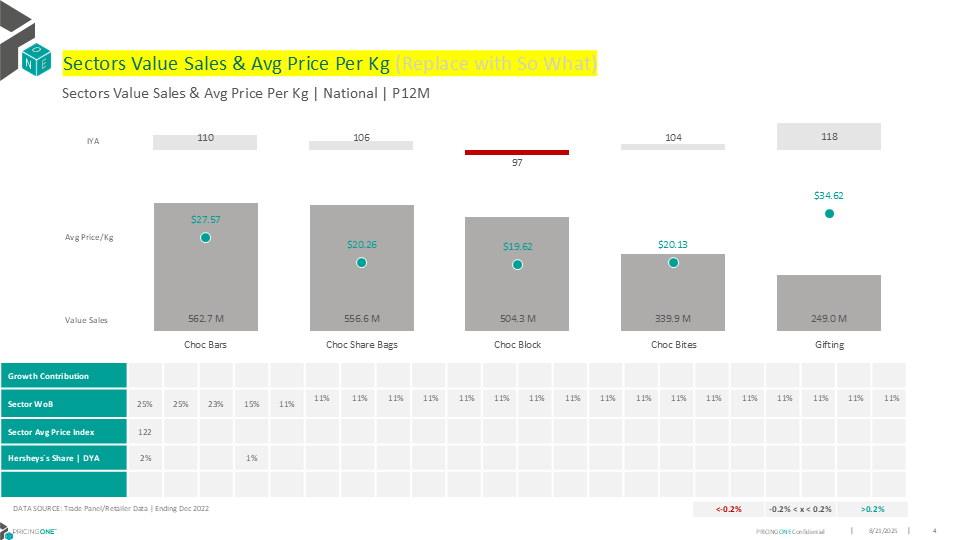 O
N E
Sectors Value Sales & Avg Price Per Kg (Replace with So What)
Sectors Value Sales & Avg Price Per Kg | National | P12M
IYA
110
106
97
104
118
Avg Price/Kg
$27.57
$20.26
$19.62
$20.13
$34.62
Value Sales
562.7 M
556.6 M
504.3 M
339.9 M
249.0 M
Choc Bars
Choc Share Bags
Choc Block
Choc Bites
Gifting
Growth Contribution
Sector WoB 25% 25% 23% 15% 11% 11% 11% 11% 11% 11% 11% 11% 11% 11% 11% 11% 11% 11% 11% 11% 11% 11%
Sector Avg Price Index 122
Hersheys`s Share | DYA 2% 1%
DATA SOURCE: Trade Panel/Retailer Data | Ending Dec 2022
<-0.2% -0.2% < x < 0.2% >0.2%
PRICINGONE™
PRICINGONE Confidential | 8/21/2025 | 4